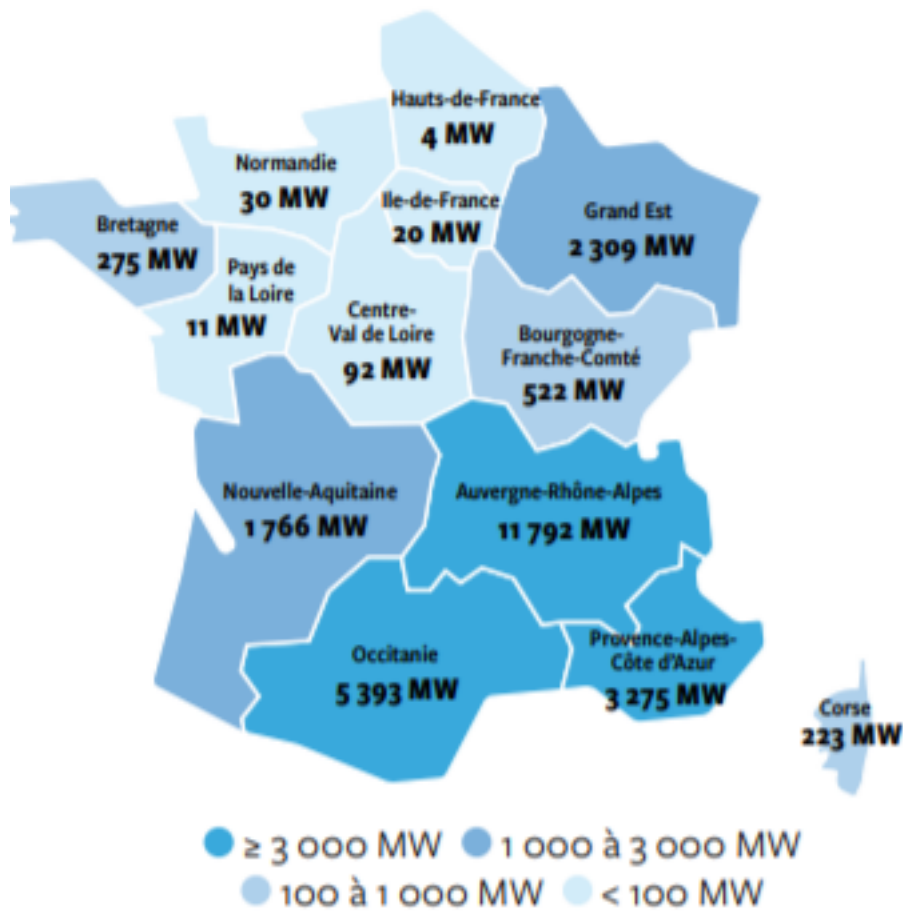 Hauts-de-France
4 MW
Normandie
30 MW
Ile-de-France
20 MW
Grand Est
2 309 MW
Bretagne
275 MW
Pays de
la Loire
11 MW
Centre-
Val de Loire
92 MW
Bourgogne-
Franche-Comté
522 MW
Nouvelle-Aquitaine
1 766 MW
Auvergne-Rhône-Alpes
11 792 MW
Occitanie
5 393 MW
Provence-Alpes-
Côte d'Azur
3 275 MW
Corse
223 MW
≥ 3 000 MW 1 000 à 3 000 MW
100 à 1 000 MW < 100 MW